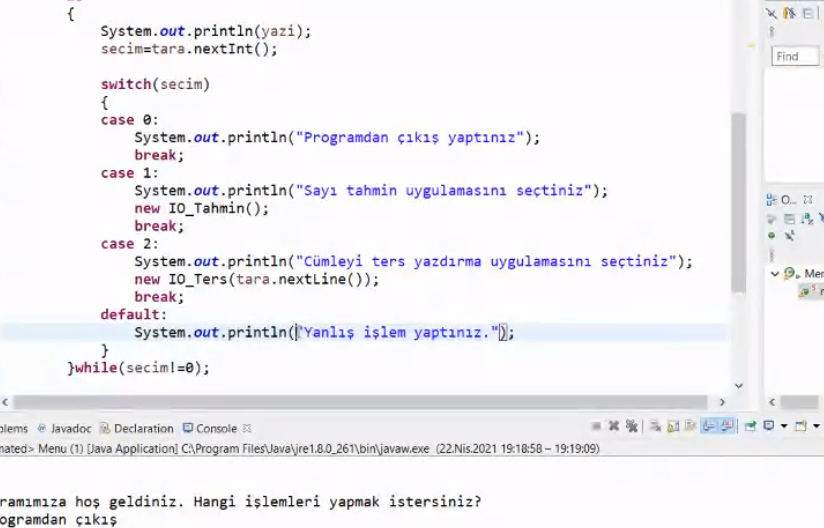 {
System.out.println(yazi);
secim=tara.nextInt();
switch(secim)
{
case 0:
System.out.println("Programdan çıkış yaptınız");
break;
case 1:
System.out.println("Sayı tahmin uygulamasını seçtiniz");
new IO_Tahmin();
break;
case 2:
System.out.println("Cümleyi ters yazdırma uygulamasını seçtiniz");
new IO_Ters(tara.nextLine());
break;
default:
System.out.println("Yanlış işlem yaptınız.");
}
}while(secim!=0);
Find
O...
Men
blems Javadoc Declaration Console
nated> Menu (1) [Java Application] C:\Program Files\Java\jre1.8.0_261\bin\javaw.exe (22.Nis.2021 19:18:58 – 19:19:09)
ramımıza hoş geldiniz. Hangi işlemleri yapmak istersiniz?
ogramdan çıkış